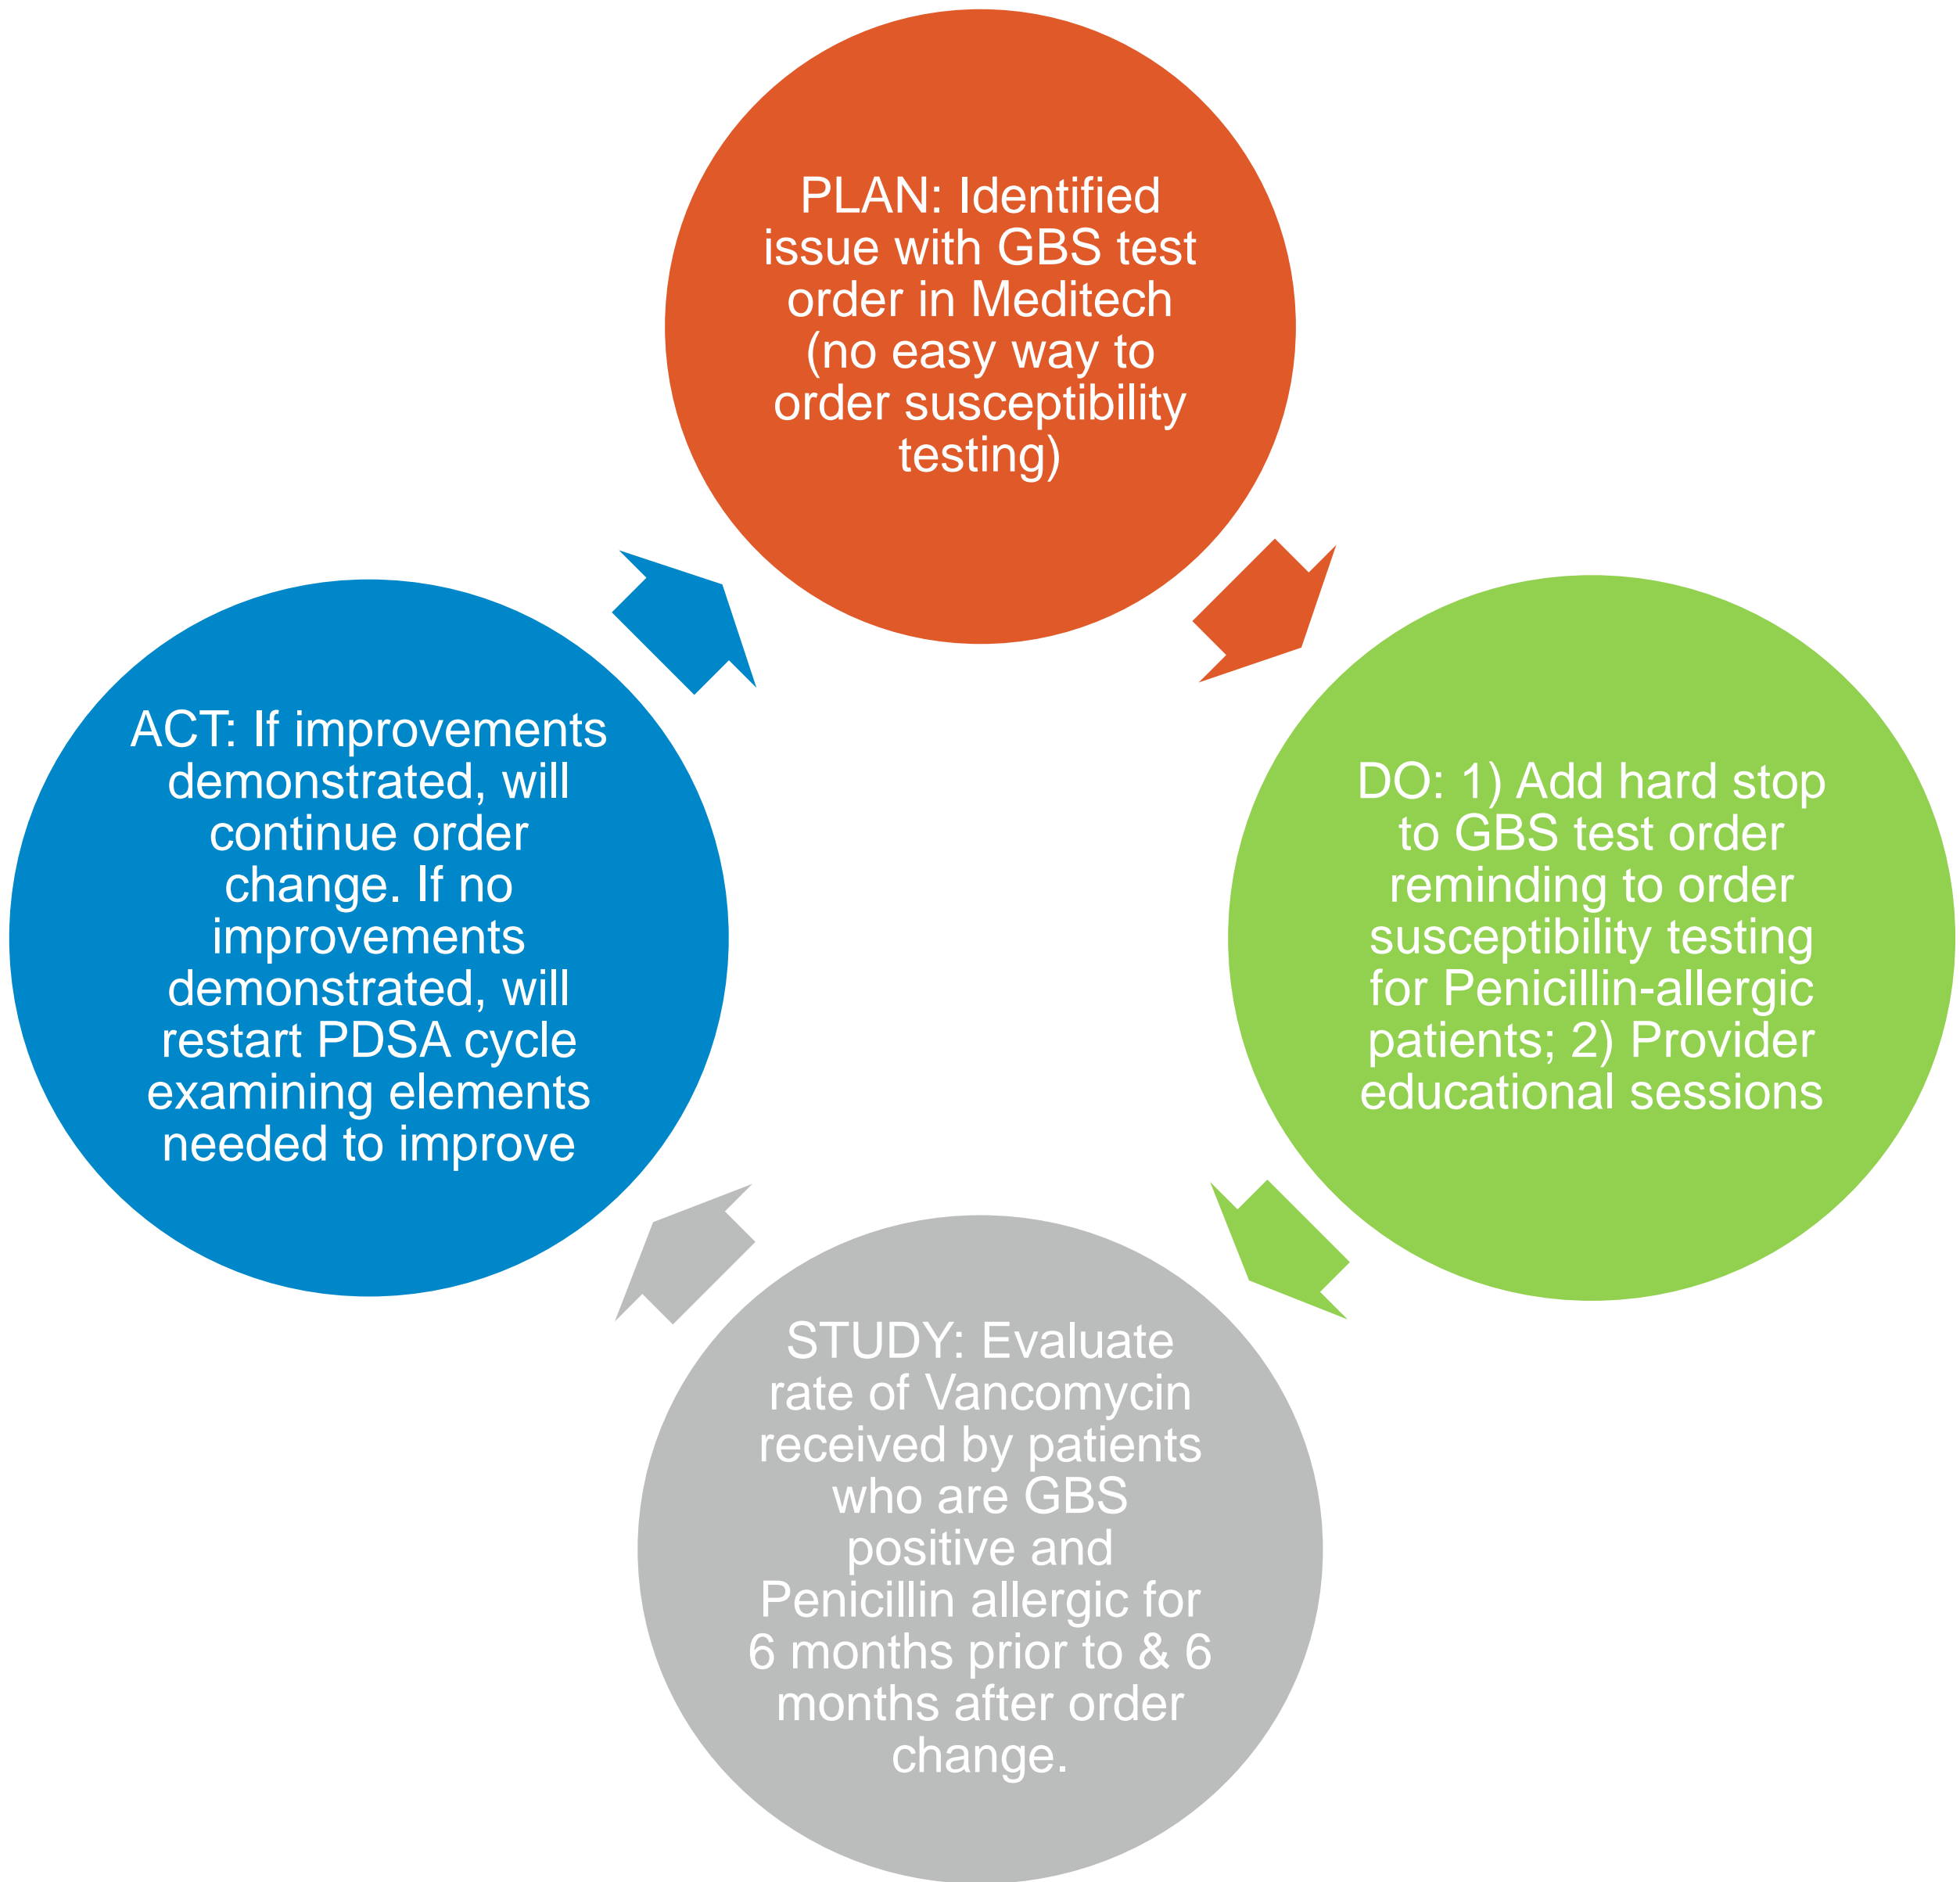 PLAN: Identified
issue with GBS test
order in Meditech
(no easy way to
order susceptibility
testing)
DO: 1) Add hard stop
to GBS test order
reminding to order
susceptibility testing
for Penicillin-allergic
patients; 2) Provider
educational sessions
STUDY: Evaluate
rate of Vancomycin
received by patients
who are GBS
positive and
Penicillin allergic for
6 months prior to & 6
months after order
change.
ACT: If improvements
demonstrated, will
continue order
change. If no
improvements
demonstrated, will
restart PDSA cycle
examining elements
needed to improve